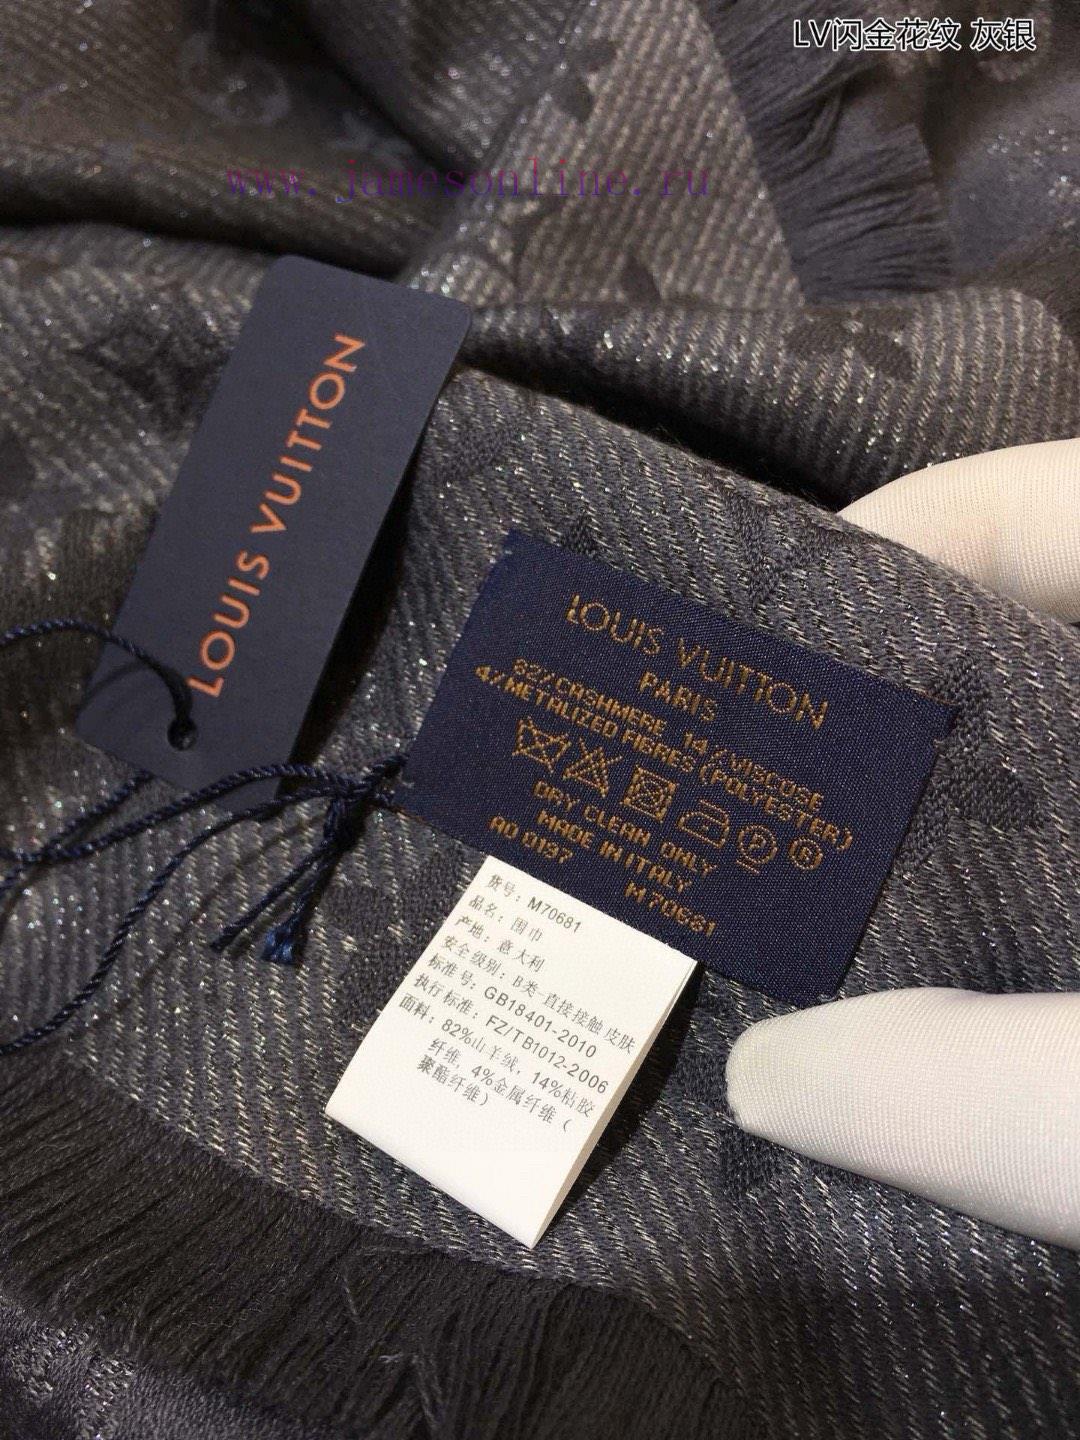 LV闪金花纹 灰银
www.jamesonline.ru
LOUIS VUITTON
LOUIS VUITTON
PARIS
82%CASHMERE 14%VISCOSE
4%METALIZED FIBRES(POLYESTER)
DRY CLEAN ONLY
MADE IN ITALY
AO 0197 M70681
货号：M70681
品名：围巾
产地：意大利
安全级别：B类-直接接触皮肤
标准号：GB18401-2010
执行标准：FZ/TB1012-2006
面料：82%山羊绒，14%粘胶
纤维，4%金属纤维（
聚酯纤维）